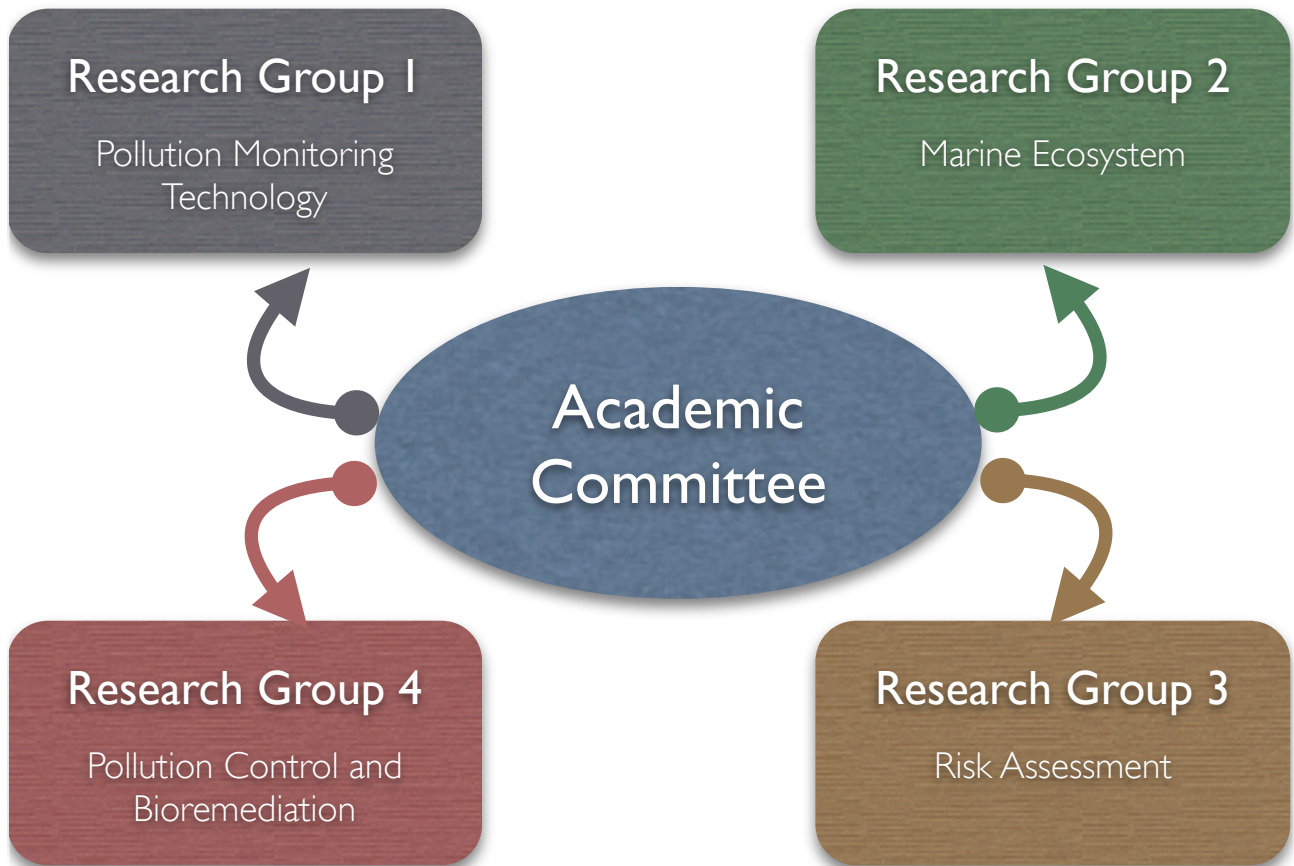 Research Group 1
Pollution Monitoring
Technology
Research Group 2
Marine Ecosystem
Academic
Committee
Research Group 4
Pollution Control and
Bioremediation
Research Group 3
Risk Assessment